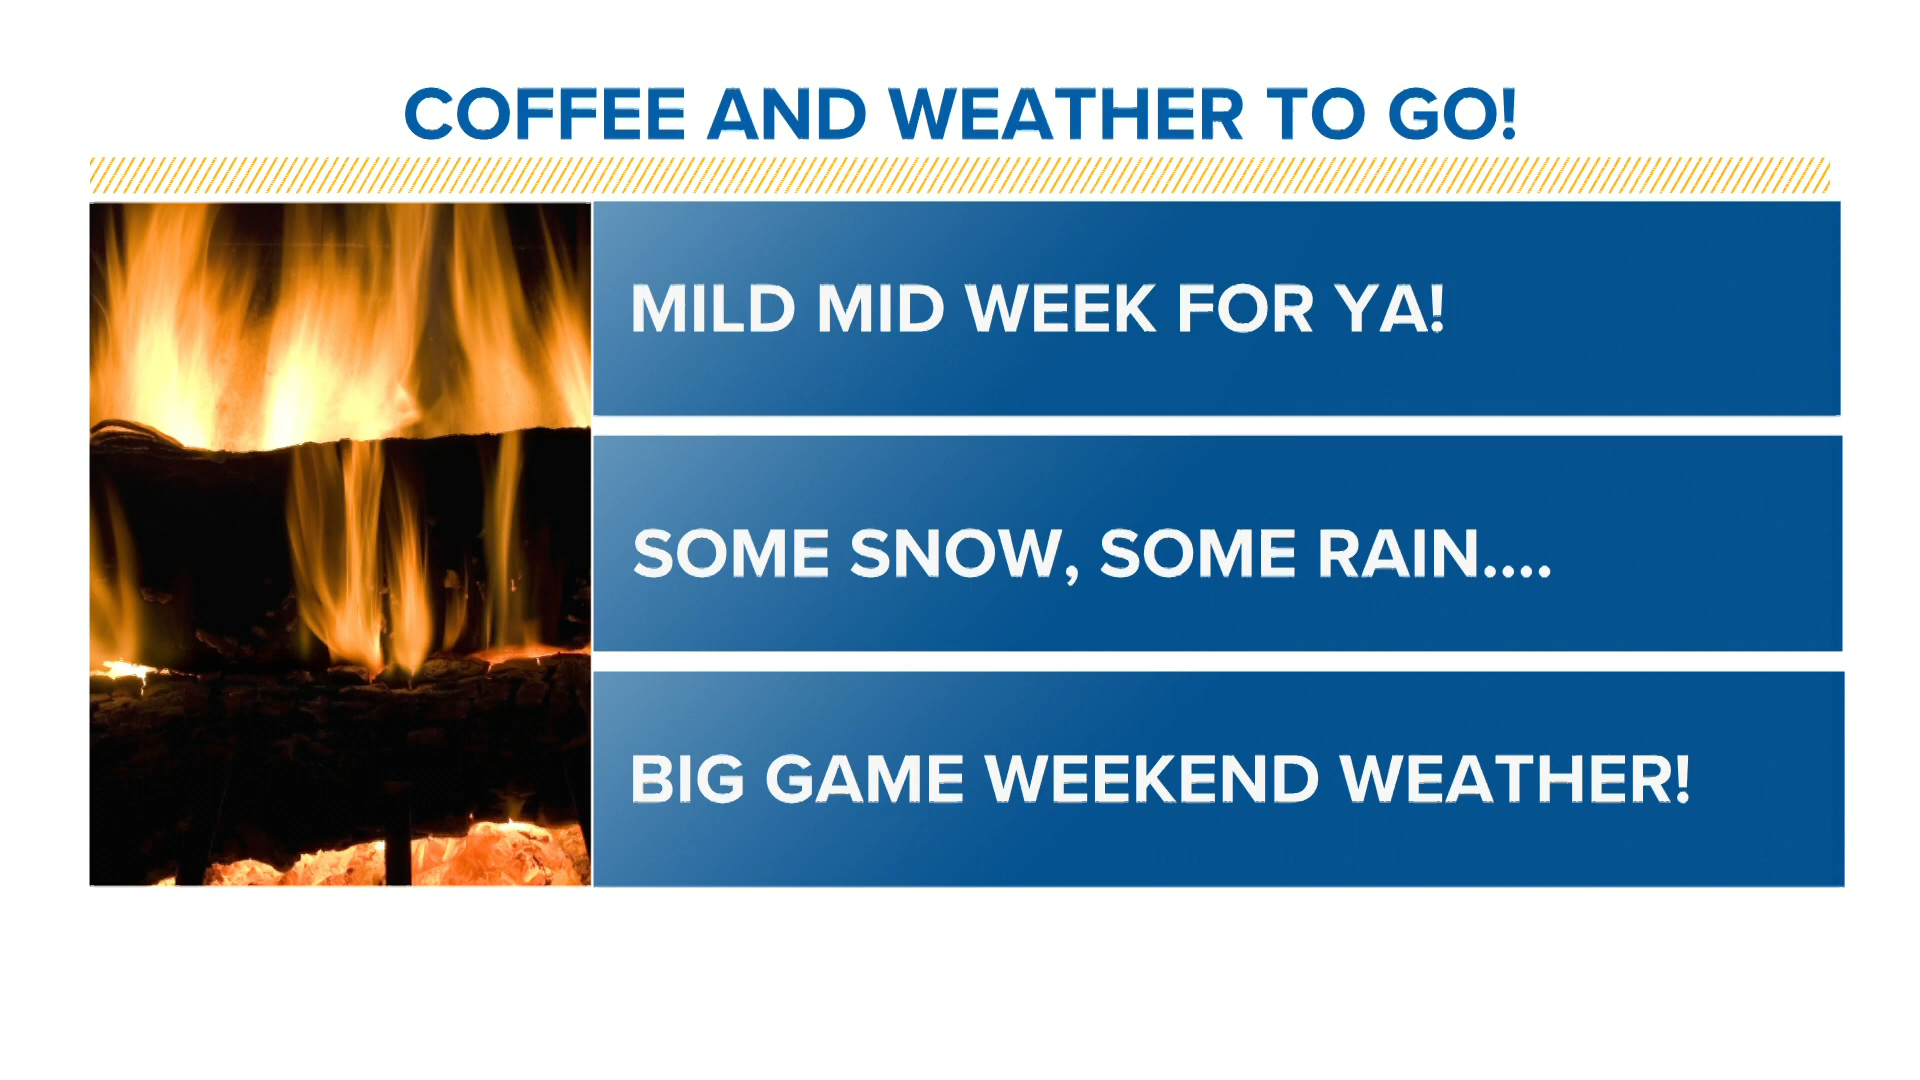 COFFEE AND WEATHER TO GO!
MILD MID WEEK FOR YA!
SOME SNOW, SOME RAIN....
BIG GAME WEEKEND WEATHER!